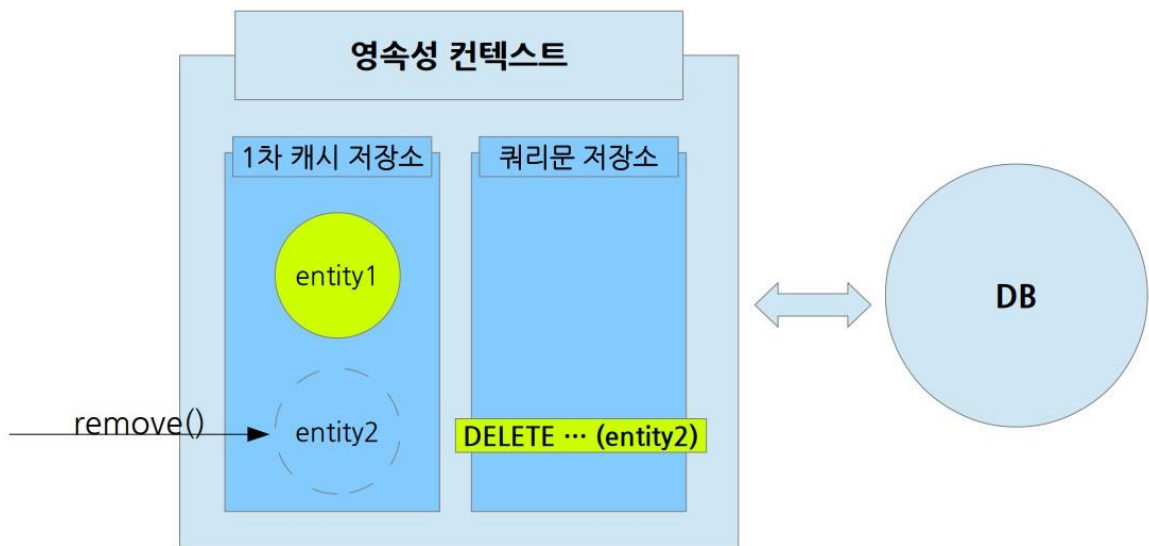 영속성 컨텍스트
1차 캐시 저장소
쿼리문 저장소
entity1
remove()
entity2
DELETE ··· (entity2)
DB